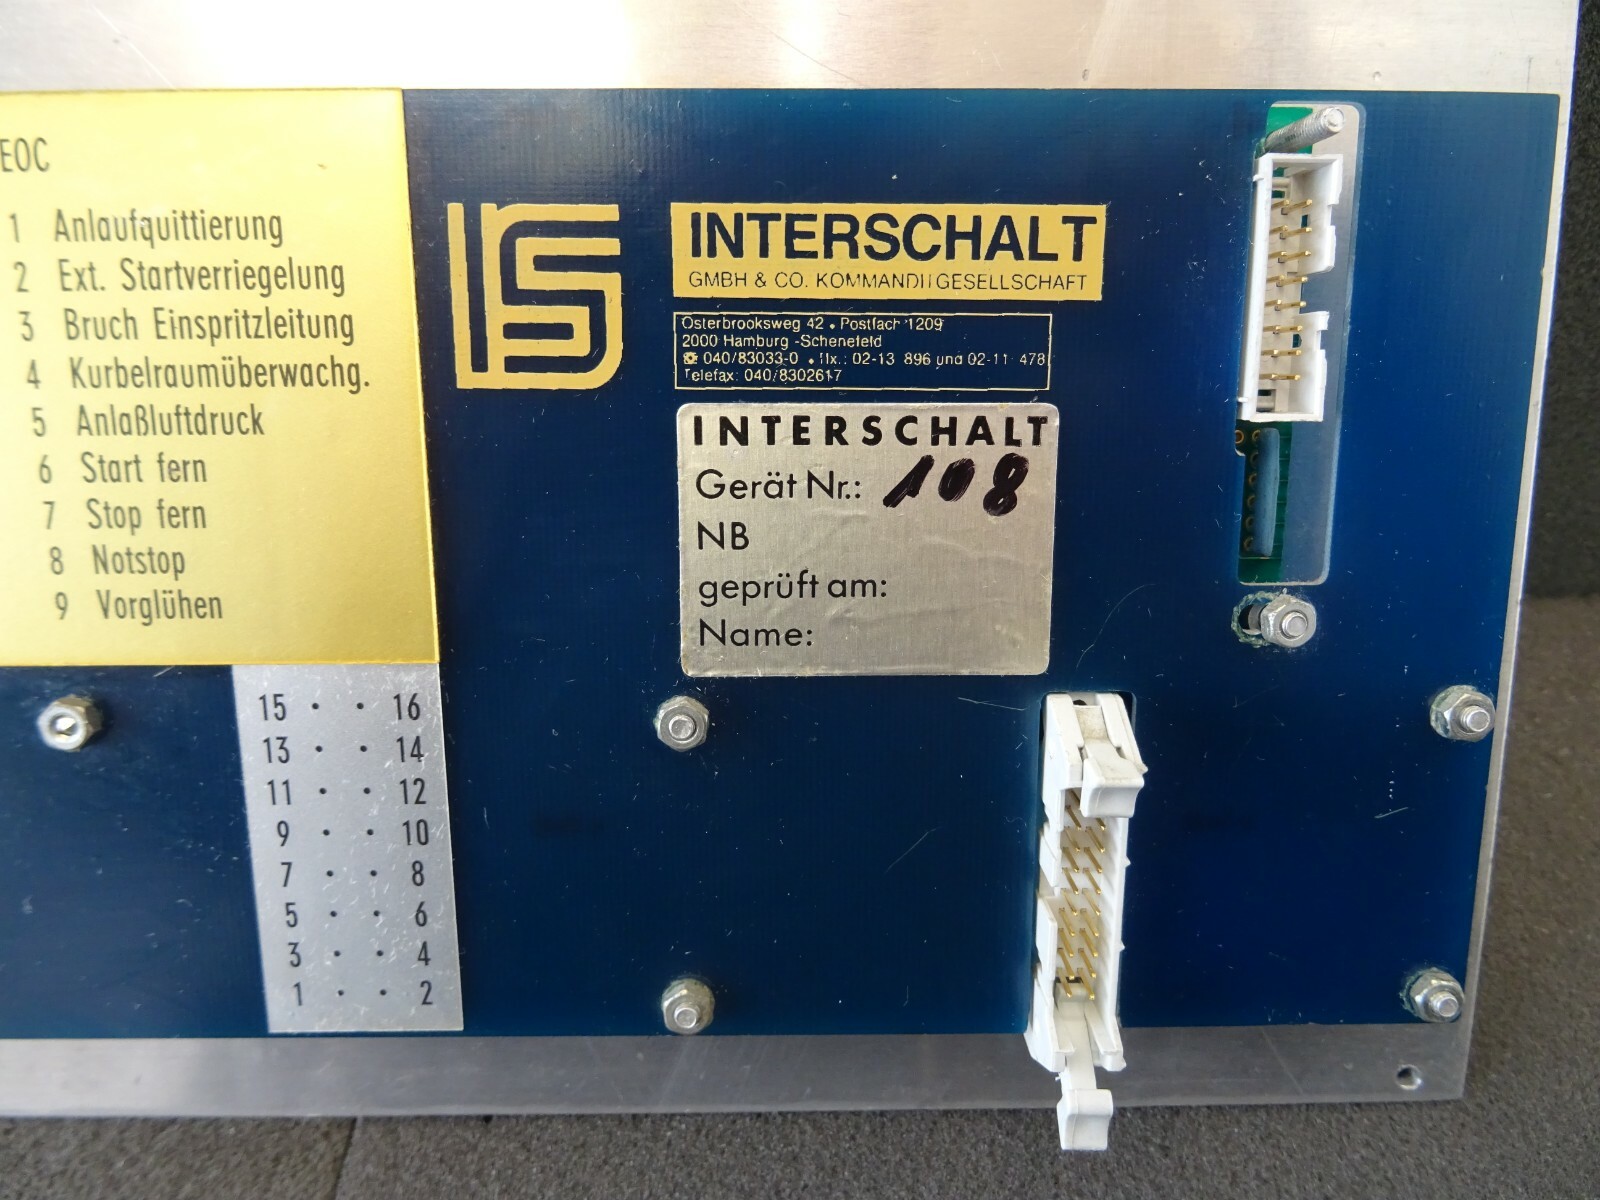 EOC
1 Anlaufquittierung
2 Ext. Startverriegelung
3 Bruch Einspritzleitung
4 Kurbelraumüberwachg.
5 Anlaßluftdruck
6 Start fern
7 Stop fern
8 Notstop
9 Vorglühen
15 · · 16
13 · · 14
11 · · 12
9 · · 10
7 · · 8
5 · · 6
3 · · 4
1 · · 2
IS
INTERSCHALT
GMBH & CO. KOMMANDITGESELLSCHAFT
Osterbrooksweg 42 • Postfach 1209
2000 Hamburg - Schenefeld
☎ 040/83033-0 • Tlx.: 02-13 896 und 02-11 478
Telefax: 040/8302617
INTERSCHALT
Gerät Nr.: 108
NB
geprüft am:
Name: